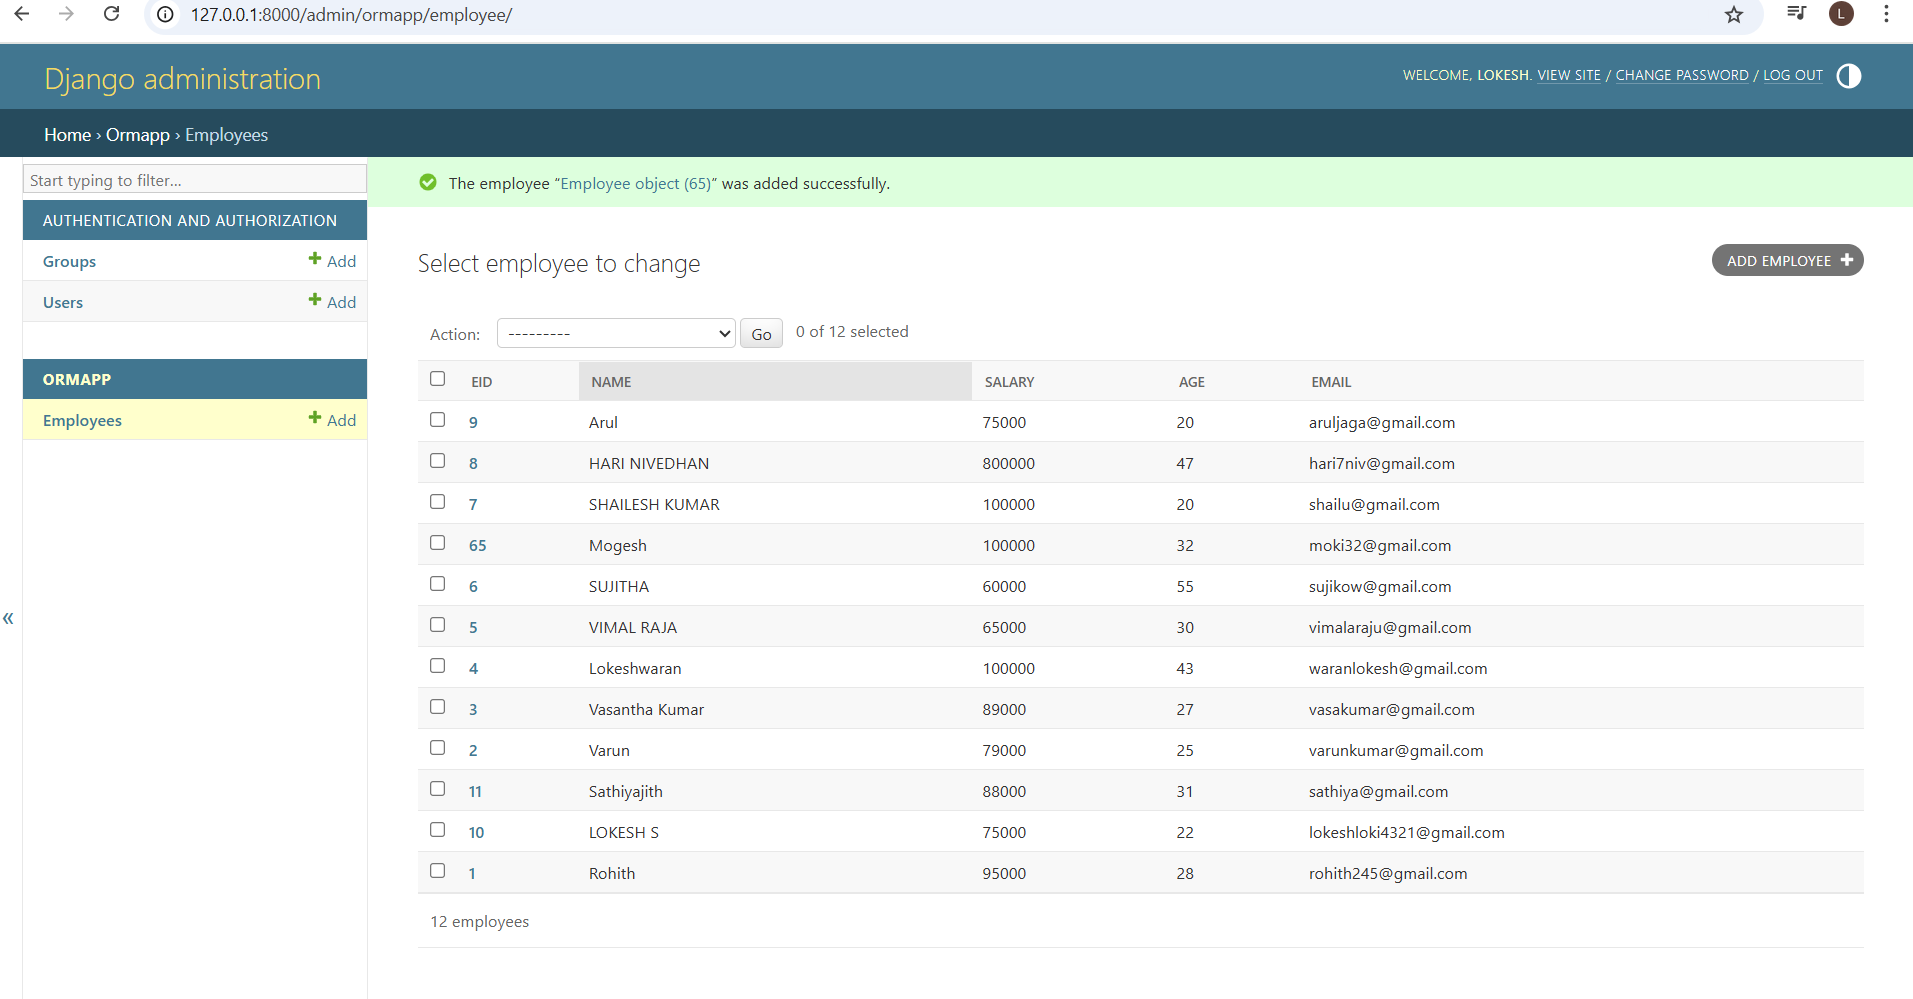 127.0.0.1:8000/admin/ormapp/employee/
L
Django administration
WELCOME, LOKESH. VIEW SITE / CHANGE PASSWORD / LOG OUT
Home › Ormapp › Employees
Start typing to filter...
AUTHENTICATION AND AUTHORIZATION
Groups + Add
Users + Add
ORMAPP
Employees + Add
«
The employee “Employee object (65)” was added successfully.
Select employee to change
ADD EMPLOYEE +
Action: --------- Go 0 of 12 selected
EID NAME SALARY AGE EMAIL
9 Arul 75000 20 aruljaga@gmail.com
8 HARI NIVEDHAN 800000 47 hari7niv@gmail.com
7 SHAILESH KUMAR 100000 20 shailu@gmail.com
65 Mogesh 100000 32 moki32@gmail.com
6 SUJITHA 60000 55 sujikow@gmail.com
5 VIMAL RAJA 65000 30 vimalaraju@gmail.com
4 Lokeshwaran 100000 43 waranlokesh@gmail.com
3 Vasantha Kumar 89000 27 vasakumar@gmail.com
2 Varun 79000 25 varunkumar@gmail.com
11 Sathiyajith 88000 31 sathiya@gmail.com
10 LOKESH S 75000 22 lokeshloki4321@gmail.com
1 Rohith 95000 28 rohith245@gmail.com
12 employees